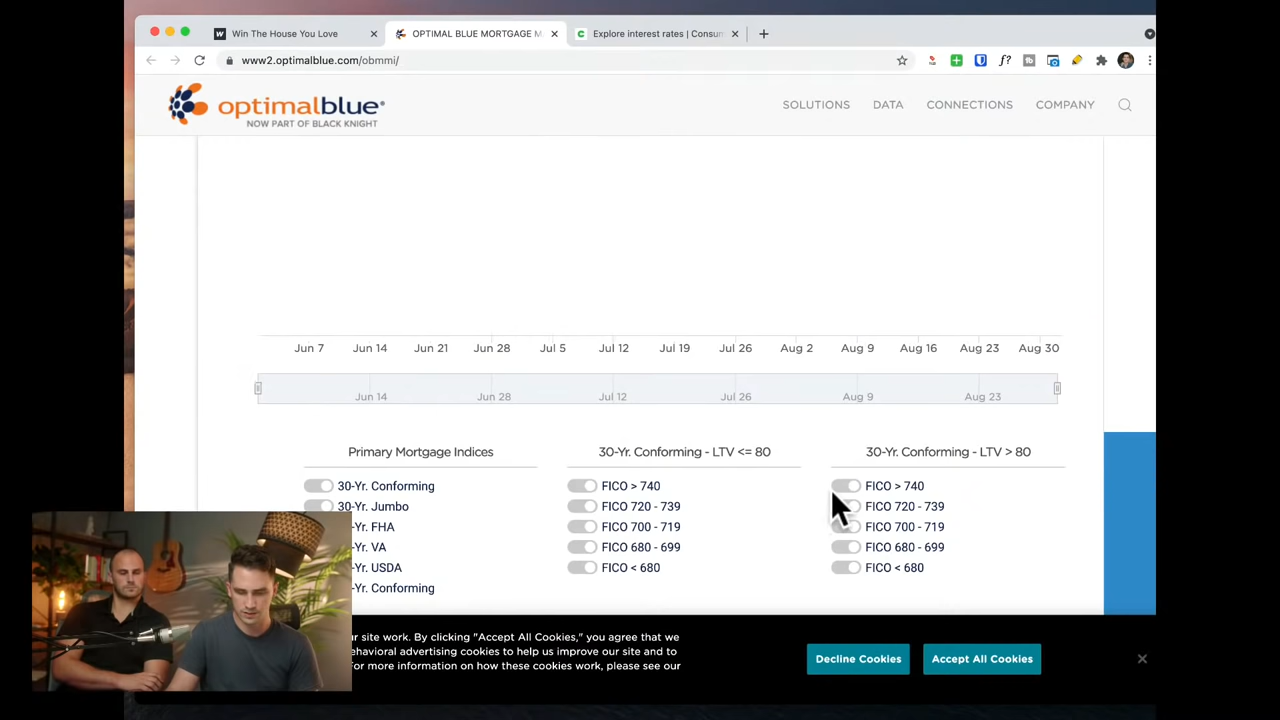 Win The House You Love
OPTIMAL BLUE MORTGAGE M
Explore interest rates | Consun
www2.optimalblue.com/obmmi/
f?
optimalblue
NOW PART OF BLACK KNIGHT
SOLUTIONS
DATA
CONNECTIONS
COMPANY
Jun 7 Jun 14 Jun 21 Jun 28 Jul 5 Jul 12 Jul 19 Jul 26 Aug 2 Aug 9 Aug 16 Aug 23 Aug 30
Jun 14 Jun 28 Jul 12 Jul 26 Aug 9 Aug 23
Primary Mortgage Indices
30-Yr. Conforming
30-Yr. Jumbo
-Yr. FHA
-Yr. VA
-Yr. USDA
-Yr. Conforming
30-Yr. Conforming - LTV <= 80
FICO > 740
FICO 720 - 739
FICO 700 - 719
FICO 680 - 699
FICO < 680
30-Yr. Conforming - LTV > 80
FICO > 740
FICO 720 - 739
FICO 700 - 719
FICO 680 - 699
FICO < 680
r site work. By clicking "Accept All Cookies," you agree that we
ehavioral advertising cookies to help us improve our site and to
For more information on how these cookies work, please see our
Decline Cookies
Accept All Cookies